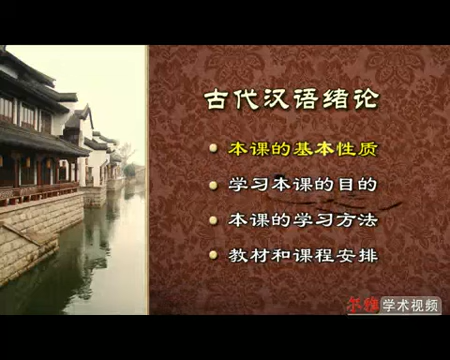 古代汉语绪论
本课的基本性质
学习本课的目的
本课的学习方法
教材和课程安排
尔雅 学术视频